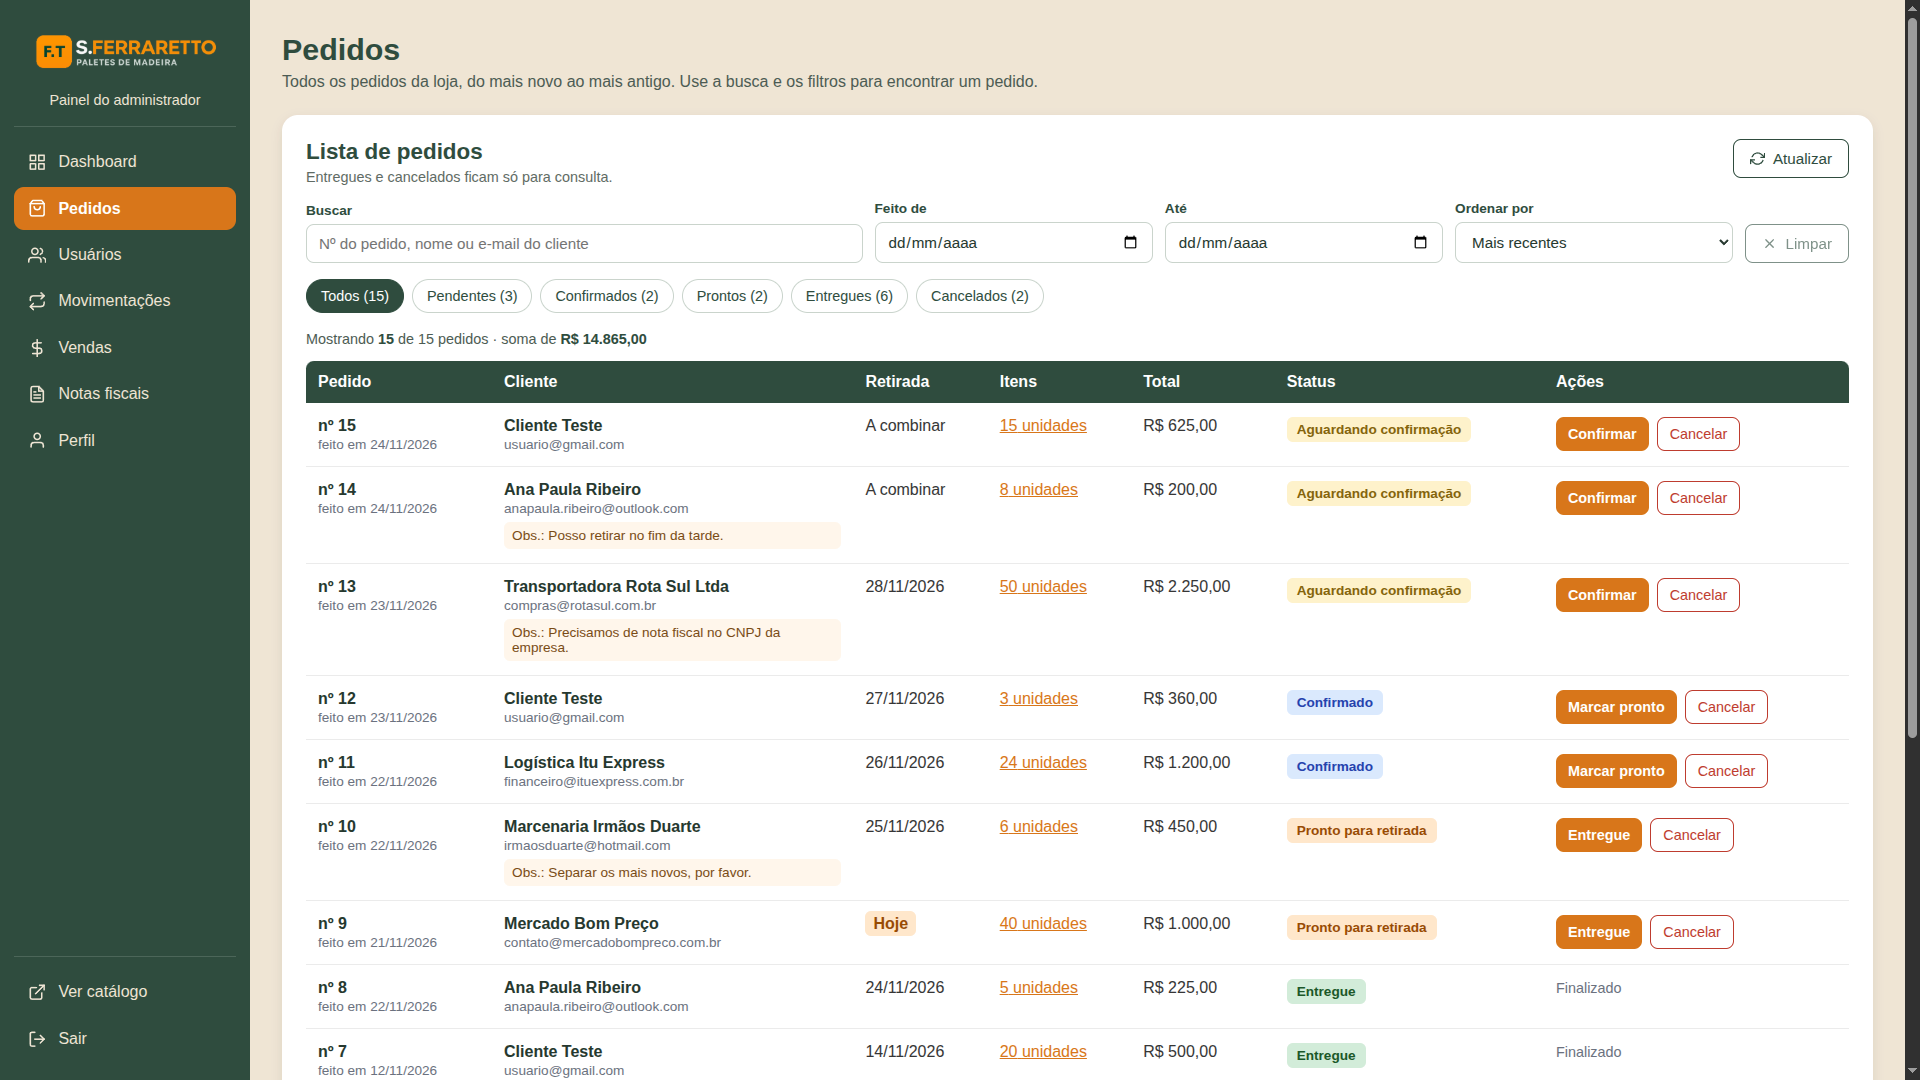 F.T S.FERRARETTO
PALETES DE MADEIRA
Painel do administrador
Dashboard
Pedidos
Usuários
Movimentações
Vendas
Notas fiscais
Perfil
Ver catálogo
Sair
Pedidos
Todos os pedidos da loja, do mais novo ao mais antigo. Use a busca e os filtros para encontrar um pedido.
Lista de pedidos
Entregues e cancelados ficam só para consulta.
Atualizar
Buscar
Feito de
Até
Ordenar por
Nº do pedido, nome ou e-mail do cliente
dd/mm/aaaa
dd/mm/aaaa
Mais recentes
Limpar
Todos (15) Pendentes (3) Confirmados (2) Prontos (2) Entregues (6) Cancelados (2)
Mostrando 15 de 15 pedidos · soma de R$ 14.865,00
Pedido Cliente Retirada Itens Total Status Ações
nº 15 Cliente Teste A combinar 15 unidades R$ 625,00 Aguardando confirmação Confirmar Cancelar
feito em 24/11/2026 usuario@gmail.com
nº 14 Ana Paula Ribeiro A combinar 8 unidades R$ 200,00 Aguardando confirmação Confirmar Cancelar
feito em 24/11/2026 anapaula.ribeiro@outlook.com
Obs.: Posso retirar no fim da tarde.
nº 13 Transportadora Rota Sul Ltda 28/11/2026 50 unidades R$ 2.250,00 Aguardando confirmação Confirmar Cancelar
feito em 23/11/2026 compras@rotasul.com.br
Obs.: Precisamos de nota fiscal no CNPJ da
empresa.
nº 12 Cliente Teste 27/11/2026 3 unidades R$ 360,00 Confirmado Marcar pronto Cancelar
feito em 23/11/2026 usuario@gmail.com
nº 11 Logística Itu Express 26/11/2026 24 unidades R$ 1.200,00 Confirmado Marcar pronto Cancelar
feito em 22/11/2026 financeiro@ituexpress.com.br
nº 10 Marcenaria Irmãos Duarte 25/11/2026 6 unidades R$ 450,00 Pronto para retirada Entregue Cancelar
feito em 22/11/2026 irmaosduarte@hotmail.com
Obs.: Separar os mais novos, por favor.
nº 9 Mercado Bom Preço Hoje 40 unidades R$ 1.000,00 Pronto para retirada Entregue Cancelar
feito em 21/11/2026 contato@mercadobompreco.com.br
nº 8 Ana Paula Ribeiro 24/11/2026 5 unidades R$ 225,00 Entregue Finalizado
feito em 22/11/2026 anapaula.ribeiro@outlook.com
nº 7 Cliente Teste 14/11/2026 20 unidades R$ 500,00 Entregue Finalizado
feito em 12/11/2026 usuario@gmail.com